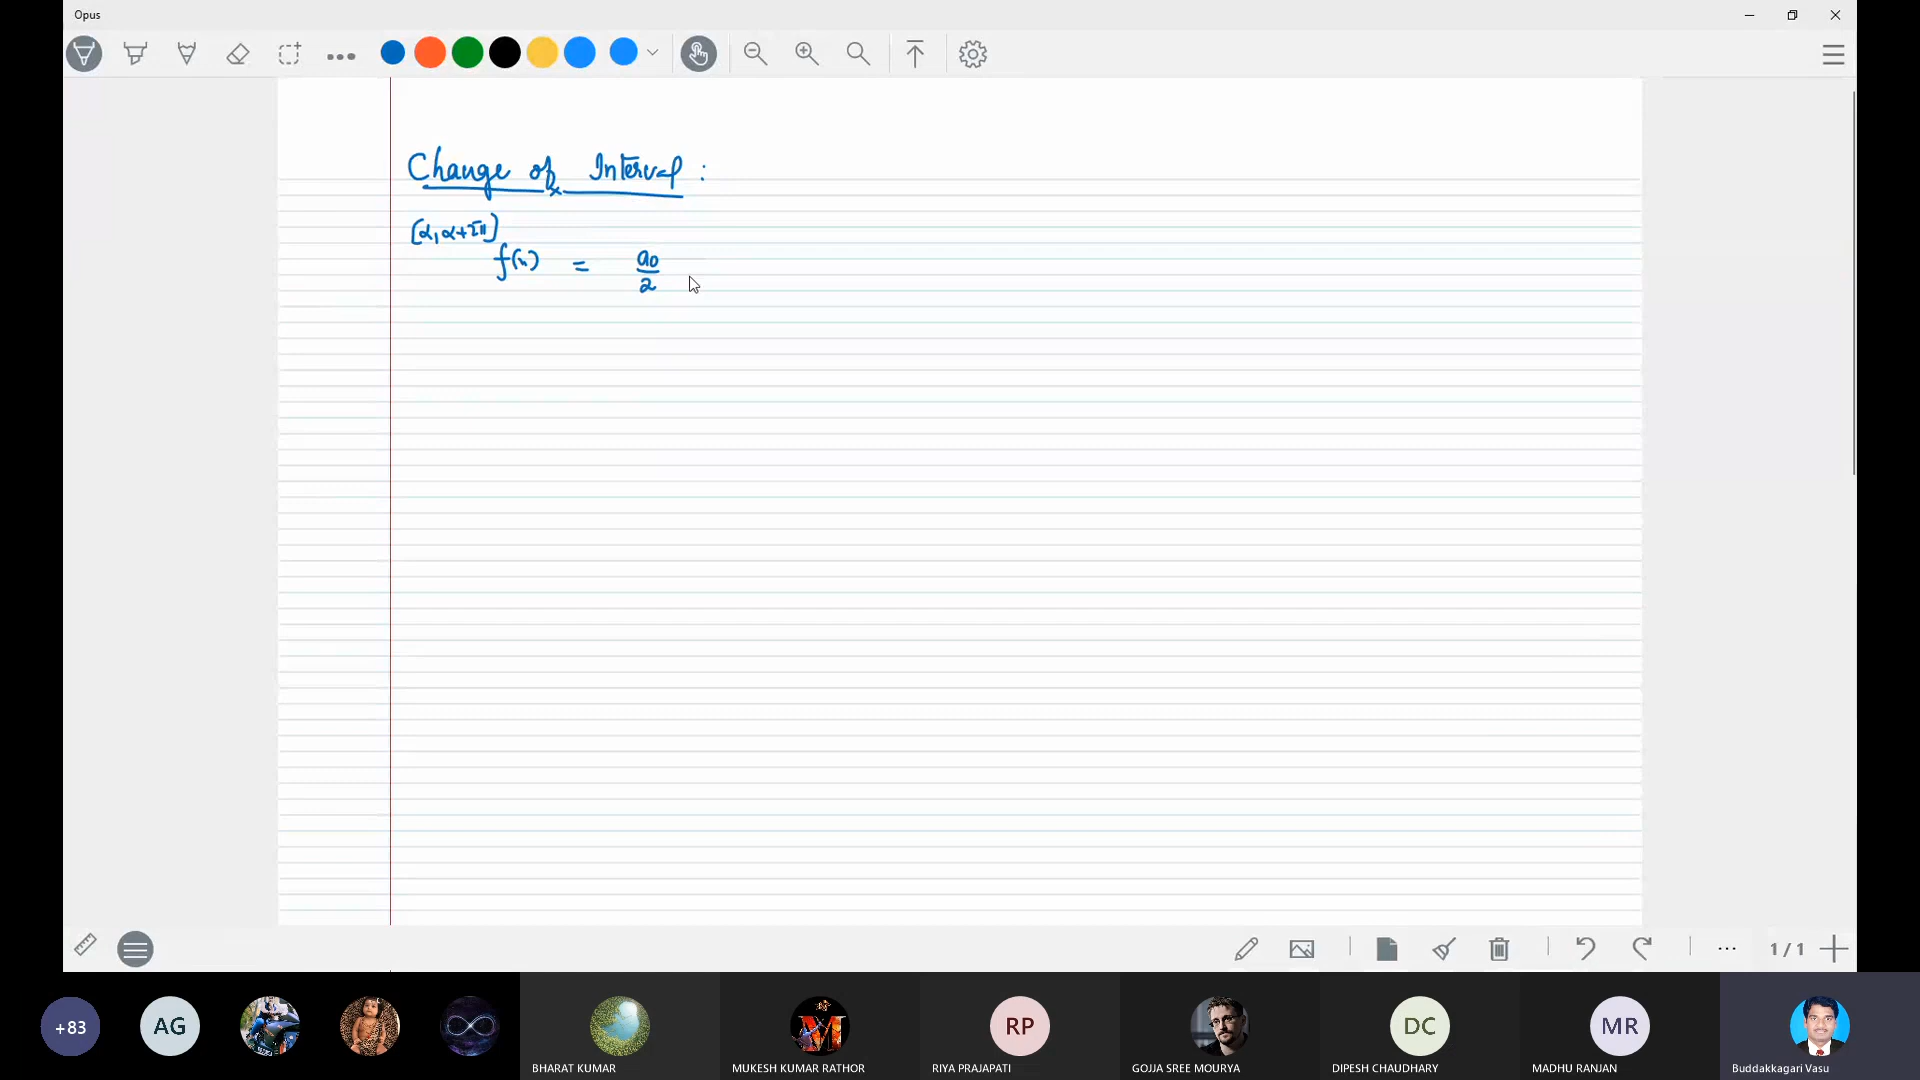 Opus
Change of Interval :
[α, α+2π]
f(x) = a0/2
1 / 1
+83
AG
RP
DC
MR
BHARAT KUMAR
MUKESH KUMAR RATHOR
RIYA PRAJAPATI
GOJJA SREE MOURYA
DIPESH CHAUDHARY
MADHU RANJAN
Buddakkagari Vasu